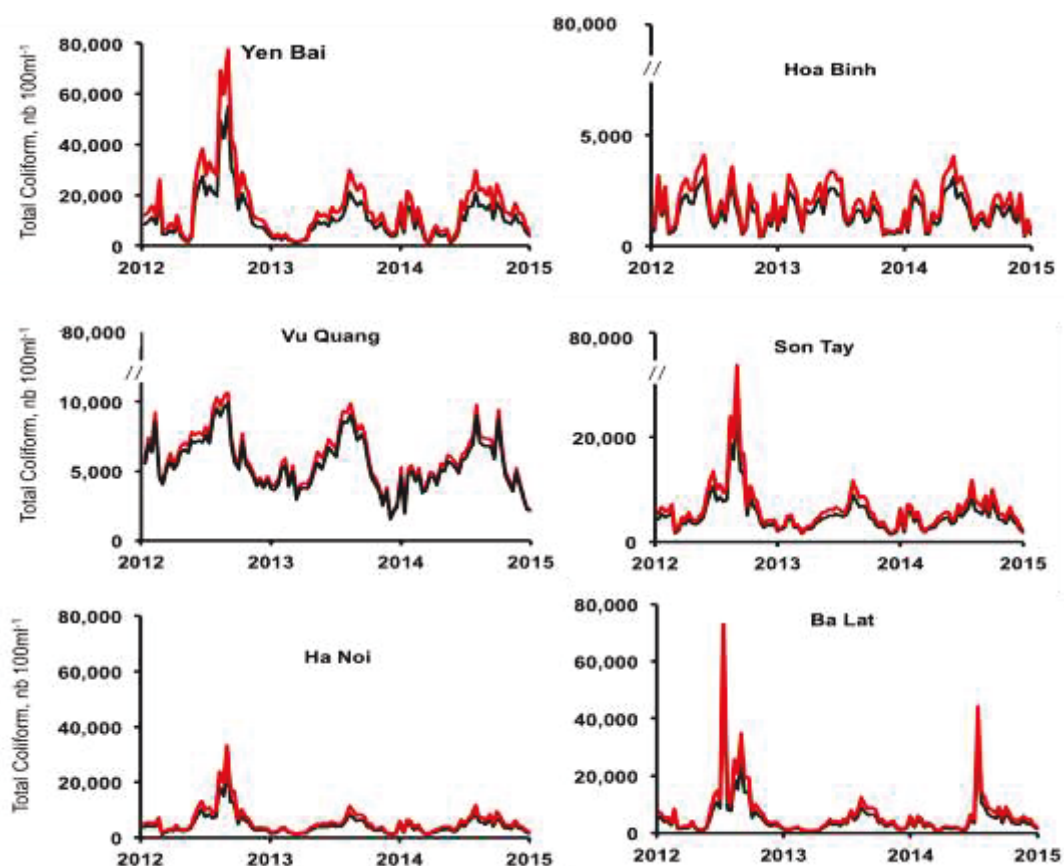 Yen Bai
Total Coliform, nb 100ml⁻¹
80,000
60,000
40,000
20,000
0
2012 2013 2014 2015
Hoa Binh
80,000
//
5,000
0
2012 2013 2014 2015
Vu Quang
Total Coliform, nb 100ml⁻¹
80,000
//
10,000
5,000
0
2012 2013 2014 2015
Son Tay
80,000
//
20,000
0
2012 2013 2014 2015
Ha Noi
Total Coliform, nb 100ml⁻¹
80,000
60,000
40,000
20,000
0
2012 2013 2014 2015
Ba Lat
80,000
60,000
40,000
20,000
0
2012 2013 2014 2015